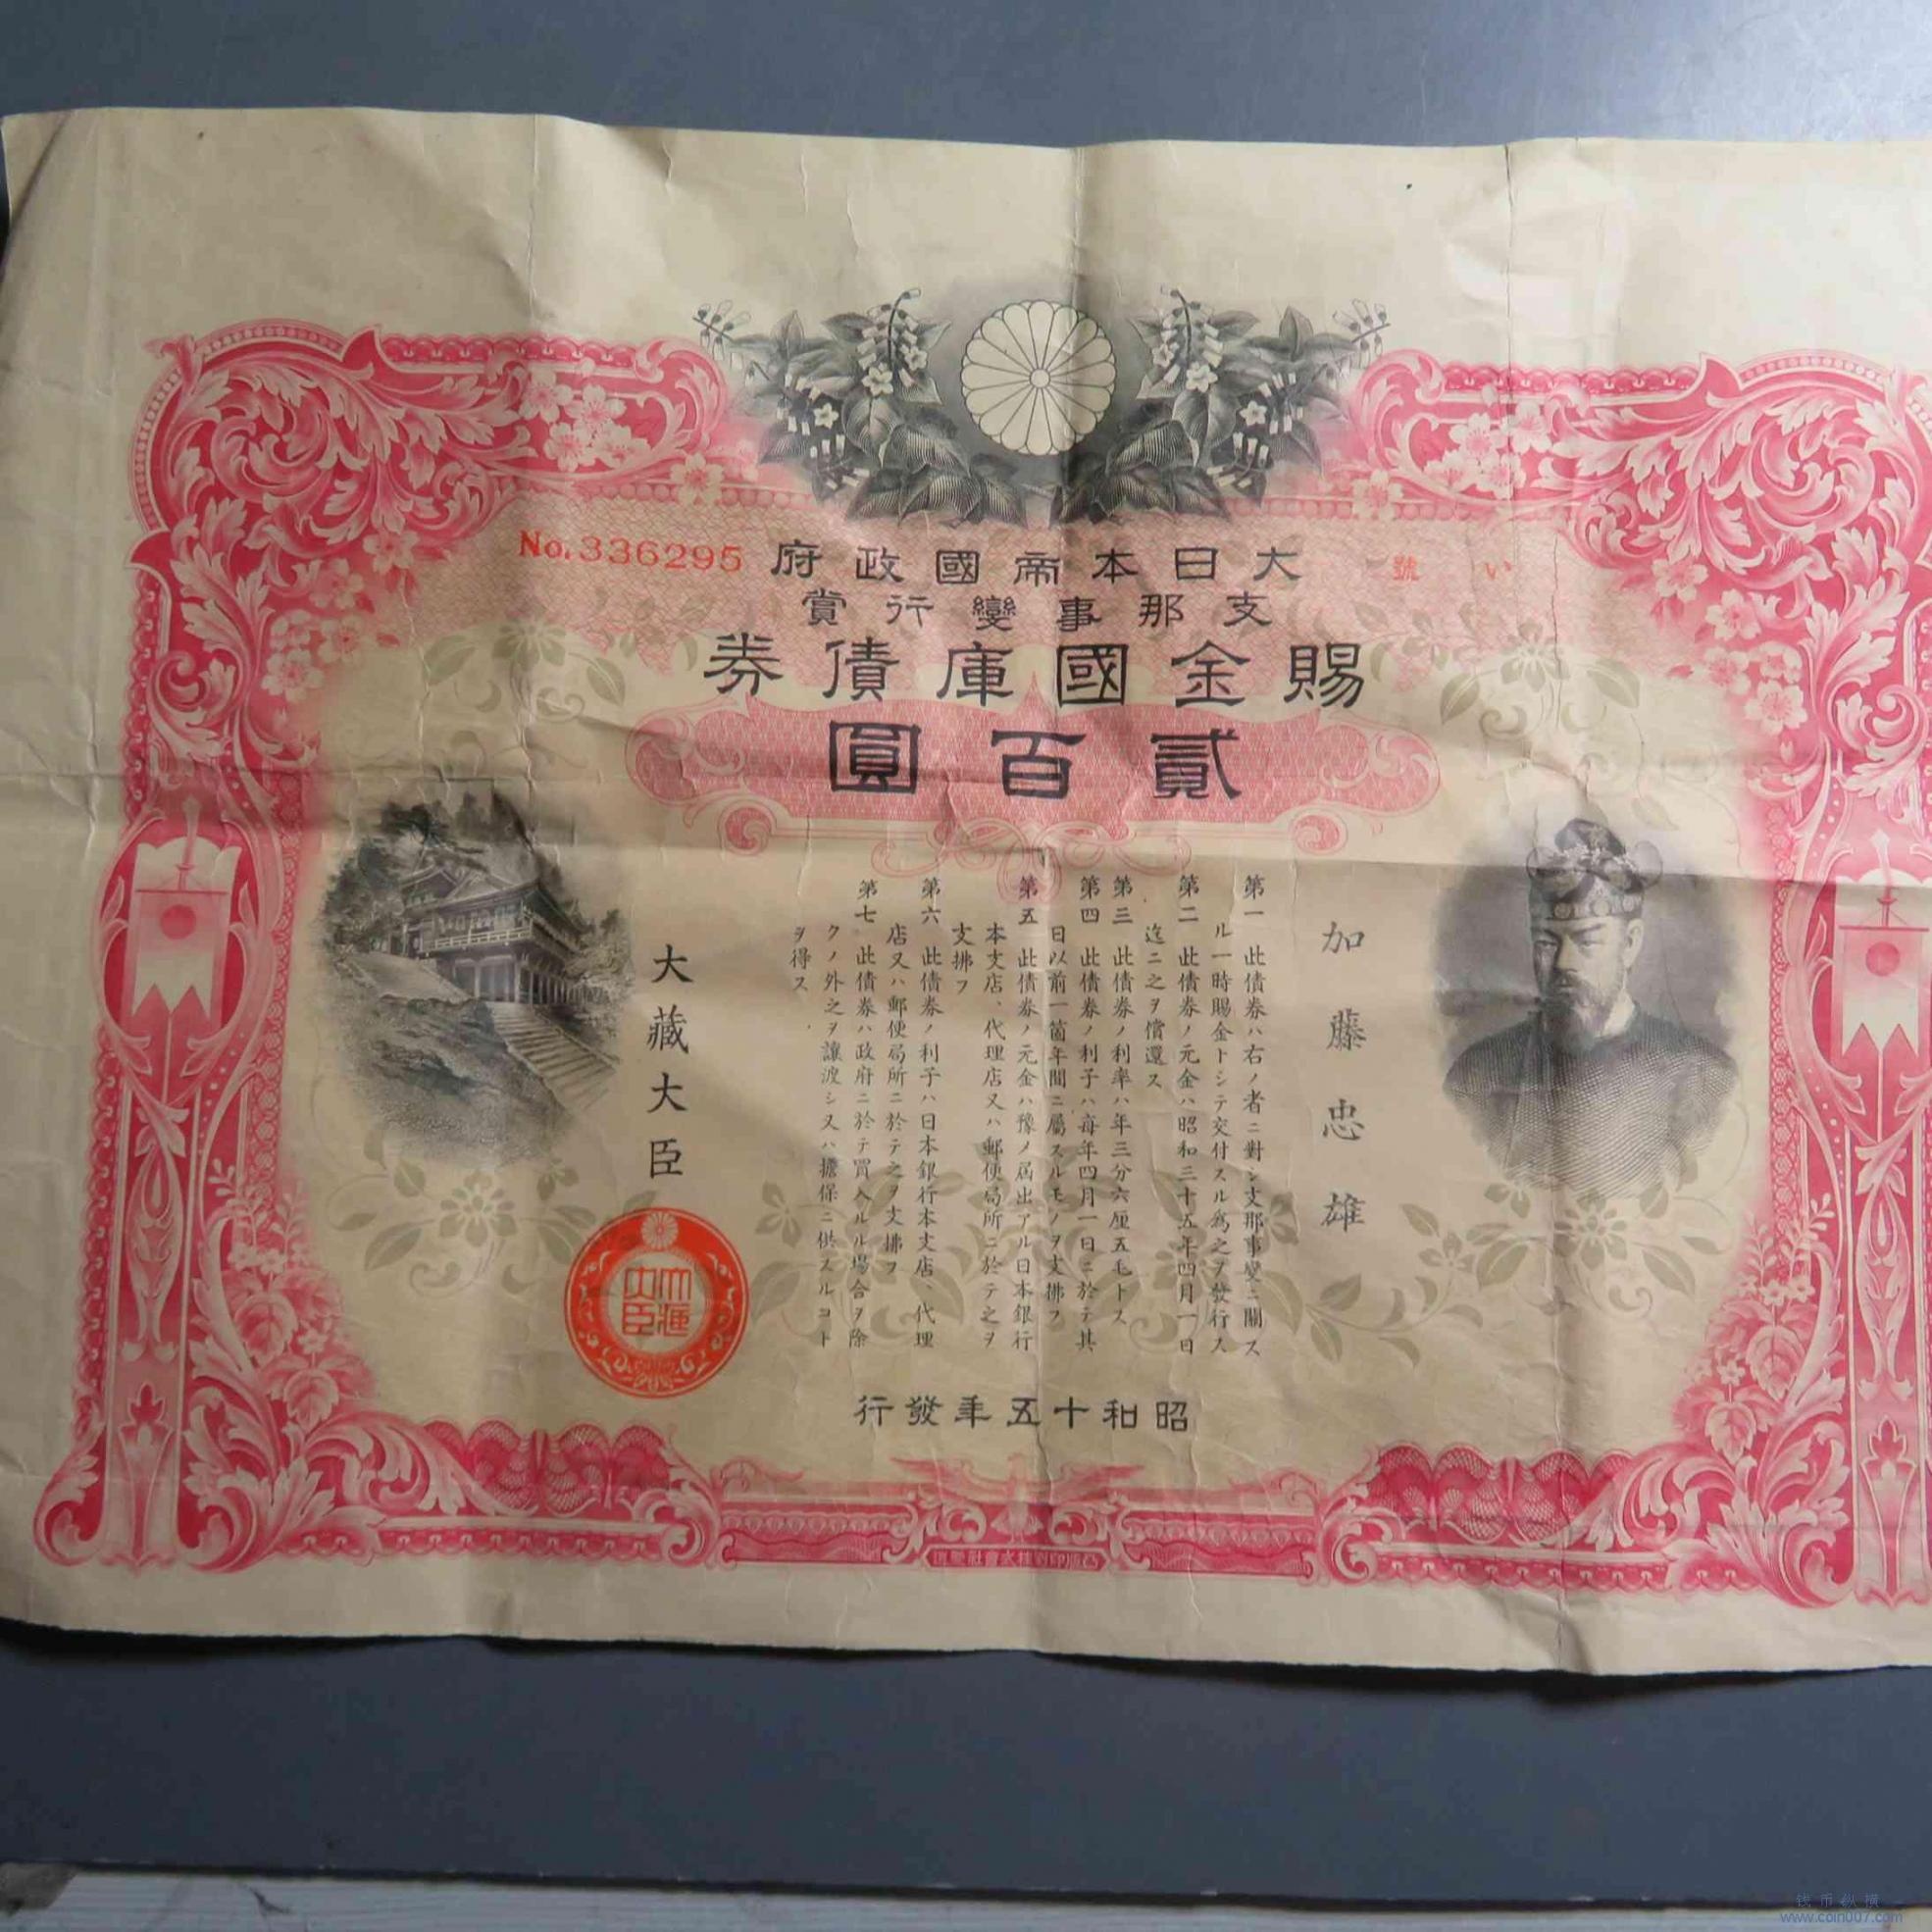 い號
No. 336295
大日本帝國政府
支那事變行賞
賜金國庫債券
貳百圓
加藤忠雄
第一 此債券ハ右ノ者ニ對シ支那事變ニ關ス
ル一時賜金トシテ交付スル爲之ヲ發行ス
第二 此債券ノ元金ハ昭和三十五年四月一日
迄ニ之ヲ償還ス
第三 此債券ノ利率ハ年三分六厘五毛トス
第四 此債券ノ利子ハ每年四月一日ニ於テ其
日以前一箇年間ニ屬スルモノヲ支拂フ
第五 此債券ノ元金ハ豫メ屆出アル日本銀行
本支店、代理店又ハ郵便局所ニ於テ之ヲ
支拂フ
第六 此債券ノ利子ハ日本銀行本支店、代理
店又ハ郵便局所ニ於テ之ヲ支拂フ
第七 此債券ハ政府ニ於テ買入ルル場合ヲ除
クノ外之ヲ讓渡シ又ハ擔保ニ供スルコト
ヲ得ス
大藏大臣
大藏
大臣
昭和十五年發行
钱币纵横
www.coin007.com